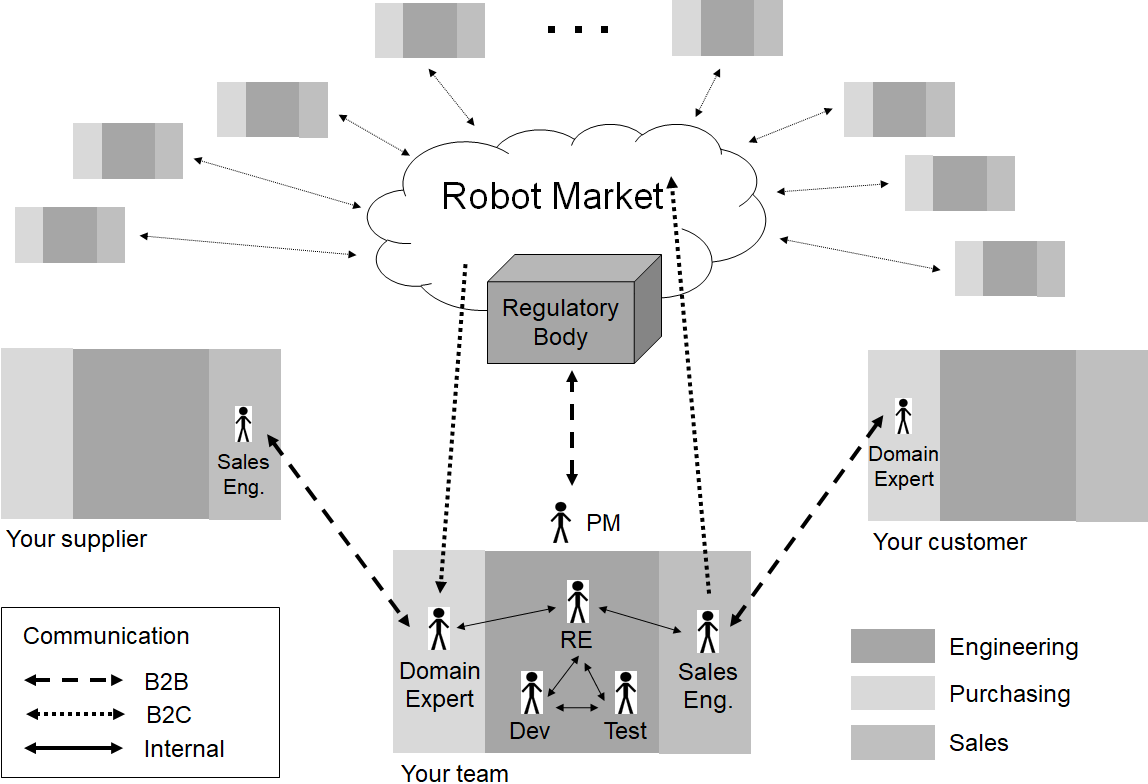 . . .
Robot Market
Regulatory
Body
Sales
Eng.
Domain
Expert
Your supplier
PM
Your customer
RE
Domain
Expert
Sales
Eng.
Dev
Test
Your team
Communication
B2B
B2C
Internal
Engineering
Purchasing
Sales